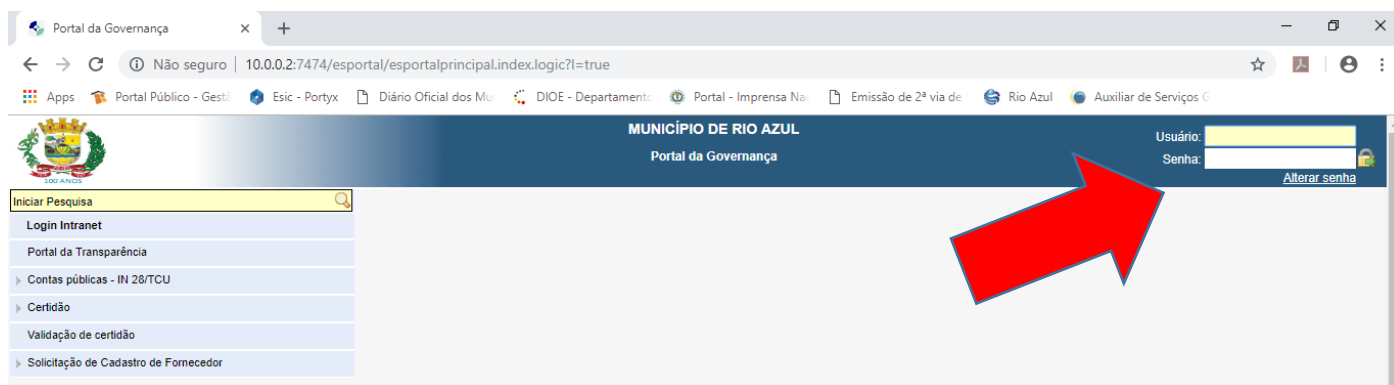 Portal da Governança
Não seguro | 10.0.0.2:7474/esportal/esportalprincipal.index.logic?l=true
Apps Portal Público - Gestã Esic - Portyx Diário Oficial dos Mu DIOE - Departamento Portal - Imprensa Nac Emissão de 2ª via de Rio Azul Auxiliar de Serviços G
MUNICÍPIO DE RIO AZUL
Portal da Governança
Usuário:
Senha:
Alterar senha
100 ANOS
Iniciar Pesquisa
Login Intranet
Portal da Transparência
Contas públicas - IN 28/TCU
Certidão
Validação de certidão
Solicitação de Cadastro de Fornecedor